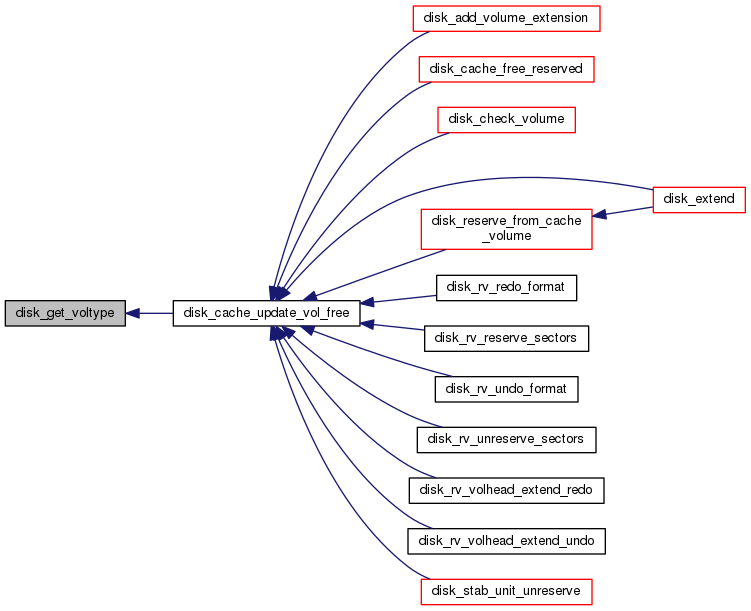 disk_add_volume_extension
disk_cache_free_reserved
disk_check_volume
disk_extend
disk_reserve_from_cache
_volume
disk_rv_redo_format
disk_get_voltype
disk_cache_update_vol_free
disk_rv_reserve_sectors
disk_rv_undo_format
disk_rv_unreserve_sectors
disk_rv_volhead_extend_redo
disk_rv_volhead_extend_undo
disk_stab_unit_unreserve